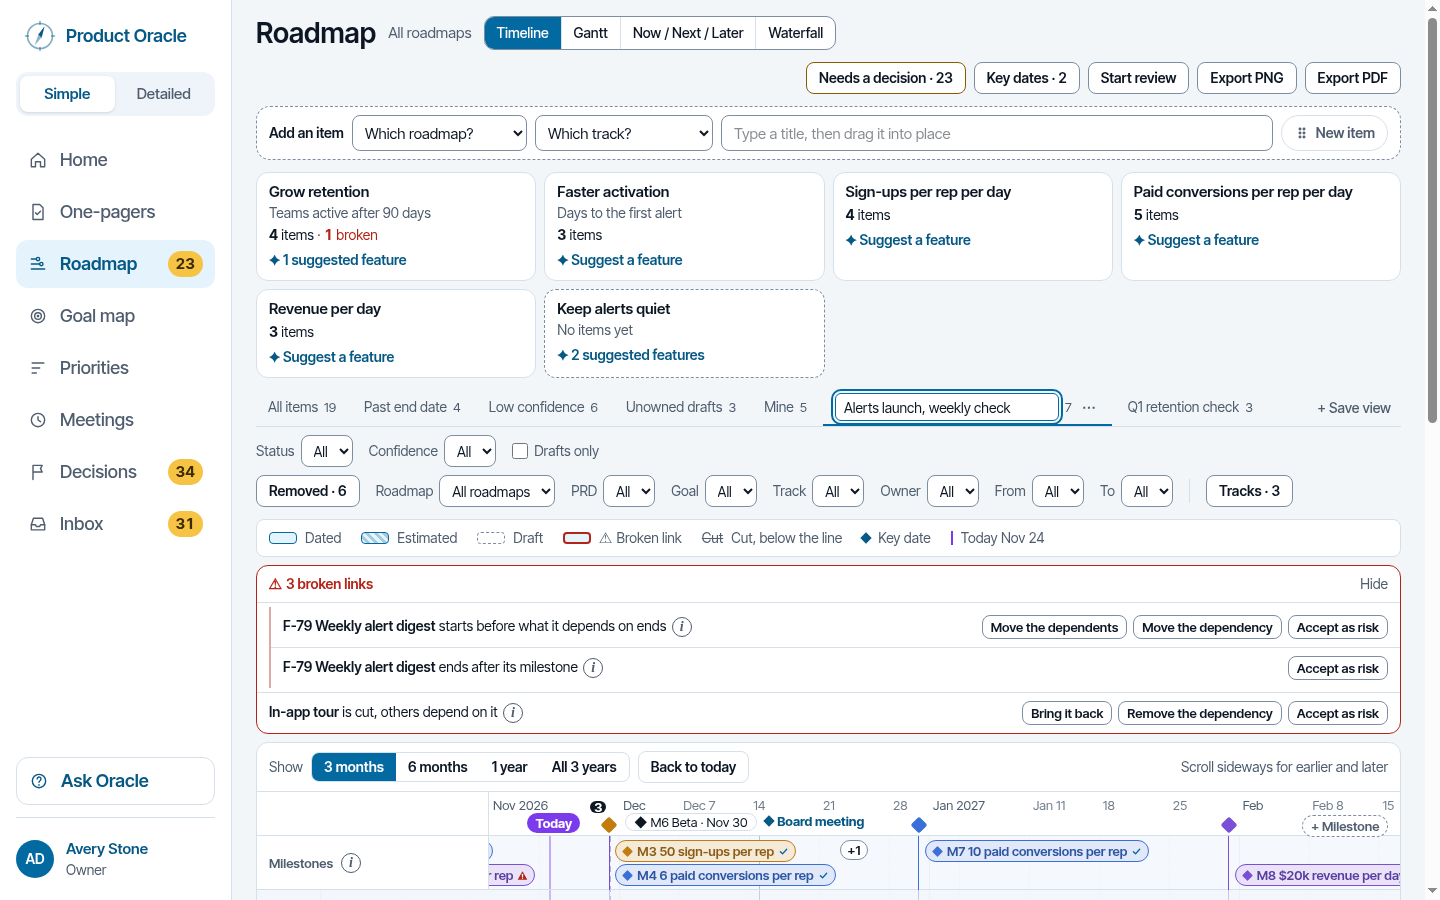 Product Oracle
Simple Detailed
Home
One-pagers
Roadmap 23
Goal map
Priorities
Meetings
Decisions 34
Inbox 31
Ask Oracle
AD Avery Stone
Owner
Roadmap All roadmaps Timeline Gantt Now / Next / Later Waterfall
Needs a decision · 23 Key dates · 2 Start review Export PNG Export PDF
Add an item Which roadmap? Which track? Type a title, then drag it into place New item
Grow retention
Teams active after 90 days
4 items · 1 broken
1 suggested feature
Faster activation
Days to the first alert
3 items
Suggest a feature
Sign-ups per rep per day
4 items
Suggest a feature
Paid conversions per rep per day
5 items
Suggest a feature
Revenue per day
3 items
Suggest a feature
Keep alerts quiet
No items yet
2 suggested features
All items 19 Past end date 4 Low confidence 6 Unowned drafts 3 Mine 5 Alerts launch, weekly check 7 ··· Q1 retention check 3 + Save view
Status All Confidence All Drafts only
Removed · 6 Roadmap All roadmaps PRD All Goal All Track All Owner All From All To All Tracks · 3
Dated Estimated Draft ⚠ Broken link Cut Cut, below the line Key date Today Nov 24
⚠ 3 broken links Hide
F-79 Weekly alert digest starts before what it depends on ends i Move the dependents Move the dependency Accept as risk
F-79 Weekly alert digest ends after its milestone i Accept as risk
In-app tour is cut, others depend on it i Bring it back Remove the dependency Accept as risk
Show 3 months 6 months 1 year All 3 years Back to today Scroll sideways for earlier and later
Nov 2026 3 Dec Dec 7 14 21 28 Jan 2027 Jan 11 18 25 Feb Feb 8 15
Today M6 Beta · Nov 30 Board meeting + Milestone
Milestones i M3 50 sign-ups per rep ✓ +1 M7 10 paid conversions per rep ✓
rep M4 6 paid conversions per rep ✓ M8 $20k revenue per day